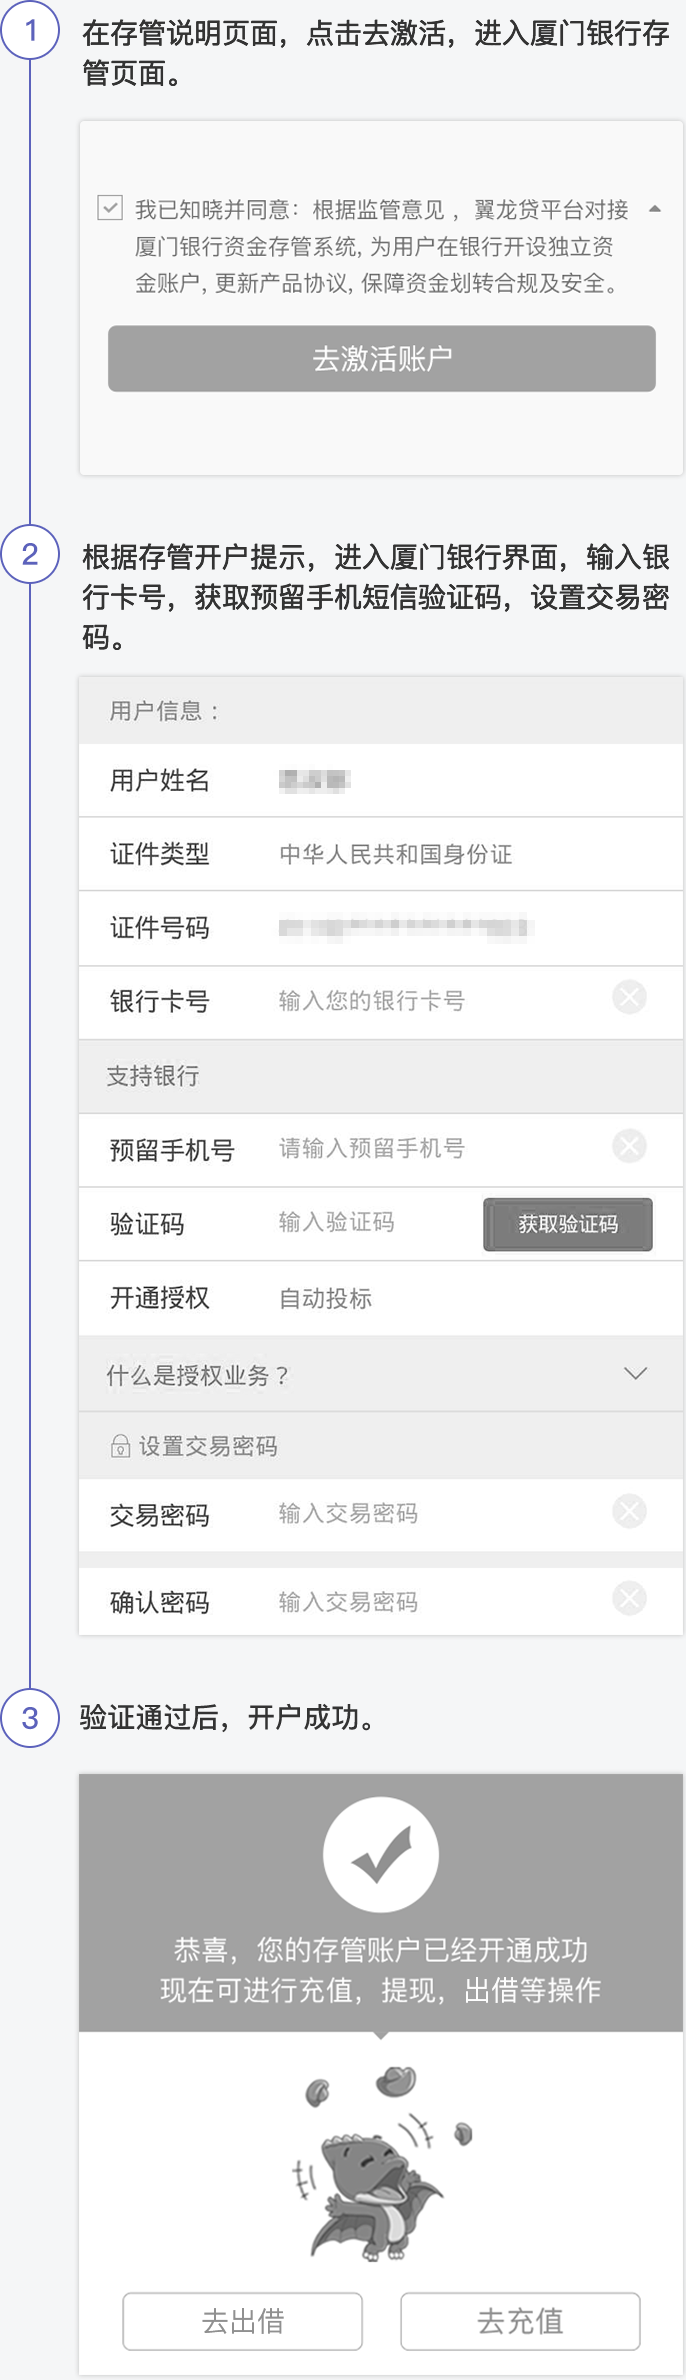 1
在存管说明页面，点击去激活，进入厦门银行存
管页面。
我已知晓并同意：根据监管意见，翼龙贷平台对接
厦门银行资金存管系统, 为用户在银行开设独立资
金账户, 更新产品协议, 保障资金划转合规及安全。
去激活账户
2
根据存管开户提示，进入厦门银行界面，输入银
行卡号，获取预留手机短信验证码，设置交易密
码。
用户信息：
用户姓名
证件类型 中华人民共和国身份证
证件号码
银行卡号 输入您的银行卡号
支持银行
预留手机号 请输入预留手机号
验证码 输入验证码 获取验证码
开通授权 自动投标
什么是授权业务？
设置交易密码
交易密码 输入交易密码
确认密码 输入交易密码
3
验证通过后，开户成功。
恭喜，您的存管账户已经开通成功
现在可进行充值，提现，出借等操作
去出借 去充值